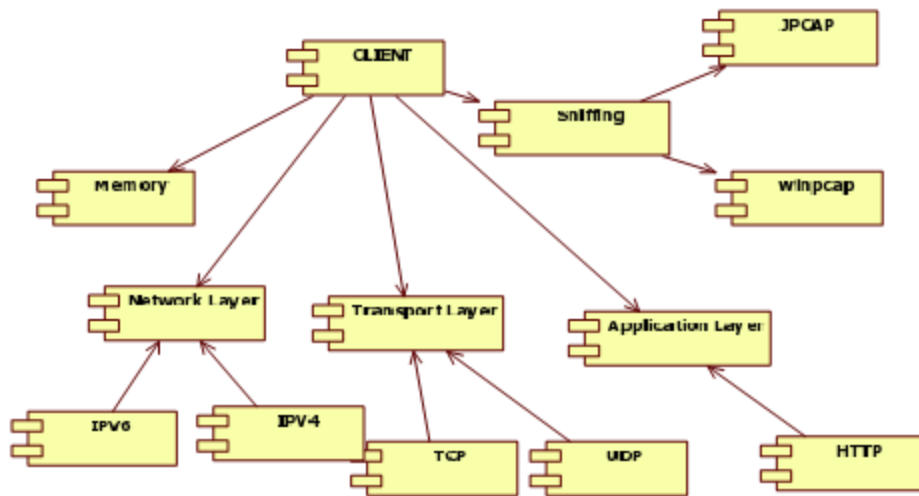 JPCAP
CLIENT
Sniffing
Memory
winpcap
Network Layer
Transport Layer
Application Layer
IPV6
IPV4
TCP
UDP
HTTP